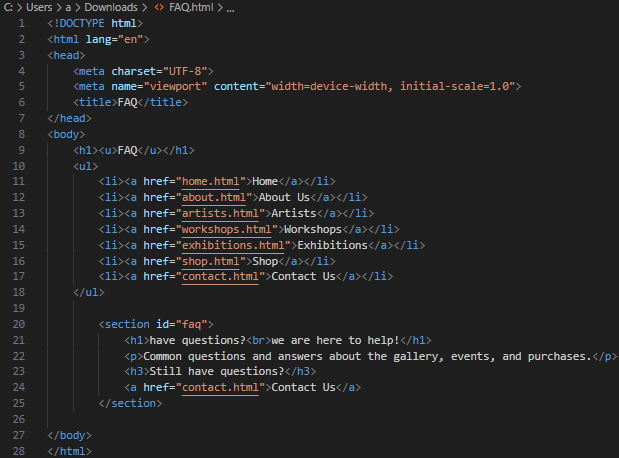 C: > Users > a > Downloads > <> FAQ.html > ...
1 <!DOCTYPE html>
2 <html lang="en">
3 <head>
4     <meta charset="UTF-8">
5     <meta name="viewport" content="width=device-width, initial-scale=1.0">
6     <title>FAQ</title>
7 </head>
8 <body>
9     <h1><u>FAQ</u></h1>
10     <ul>
11         <li><a href="home.html">Home</a></li>
12         <li><a href="about.html">About Us</a></li>
13         <li><a href="artists.html">Artists</a></li>
14         <li><a href="workshops.html">Workshops</a></li>
15         <li><a href="exhibitions.html">Exhibitions</a></li>
16         <li><a href="shop.html">Shop</a></li>
17         <li><a href="contact.html">Contact Us</a></li>
18     </ul>
19
20         <section id="faq">
21             <h1>have questions?<br>we are here to help!</h1>
22             <p>Common questions and answers about the gallery, events, and purchases.</p>
23             <h3>Still have questions?</h3>
24             <a href="contact.html">Contact Us</a>
25         </section>
26
27 </body>
28 </html>